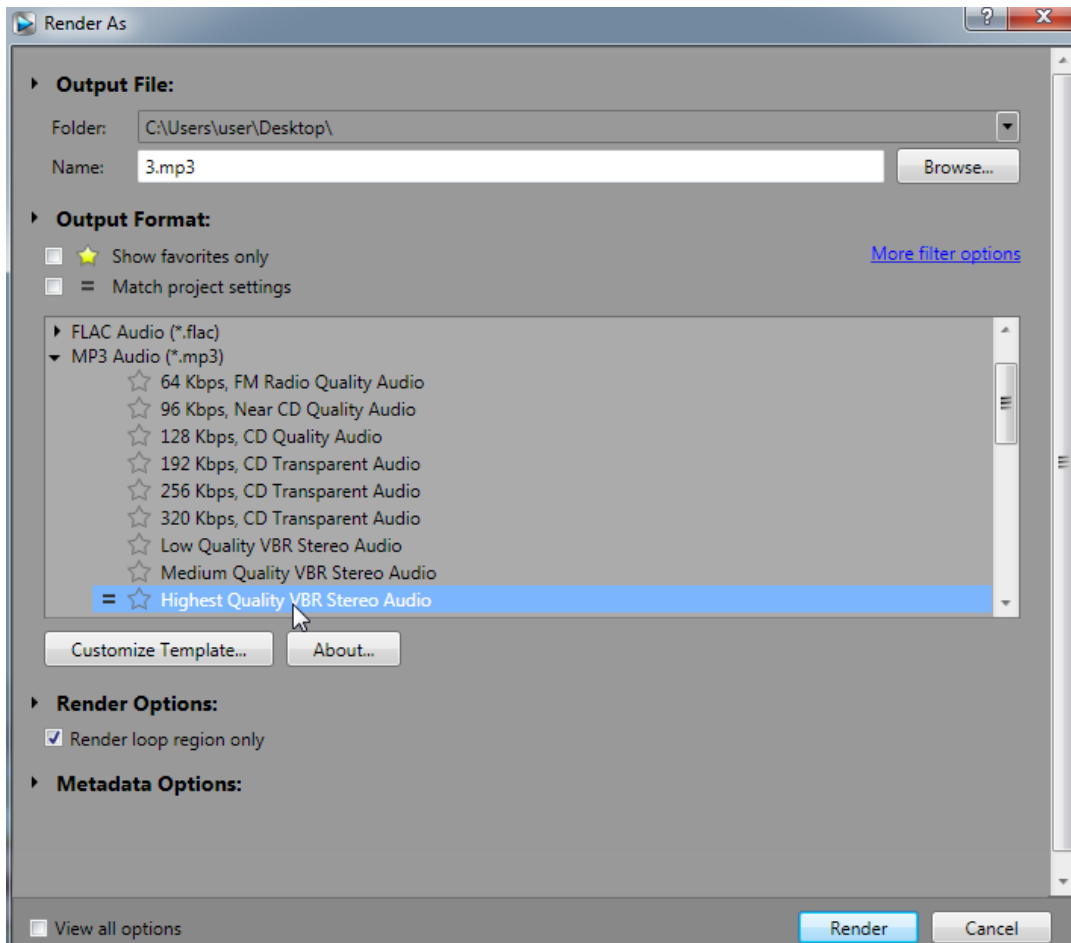 Render As
Output File:
Folder: C:\Users\user\Desktop\
Name: 3.mp3 Browse...
Output Format:
Show favorites only More filter options
= Match project settings
FLAC Audio (*.flac)
MP3 Audio (*.mp3)
64 Kbps, FM Radio Quality Audio
96 Kbps, Near CD Quality Audio
128 Kbps, CD Quality Audio
192 Kbps, CD Transparent Audio
256 Kbps, CD Transparent Audio
320 Kbps, CD Transparent Audio
Low Quality VBR Stereo Audio
Medium Quality VBR Stereo Audio
= Highest Quality VBR Stereo Audio
Customize Template... About...
Render Options:
Render loop region only
Metadata Options:
View all options Render Cancel